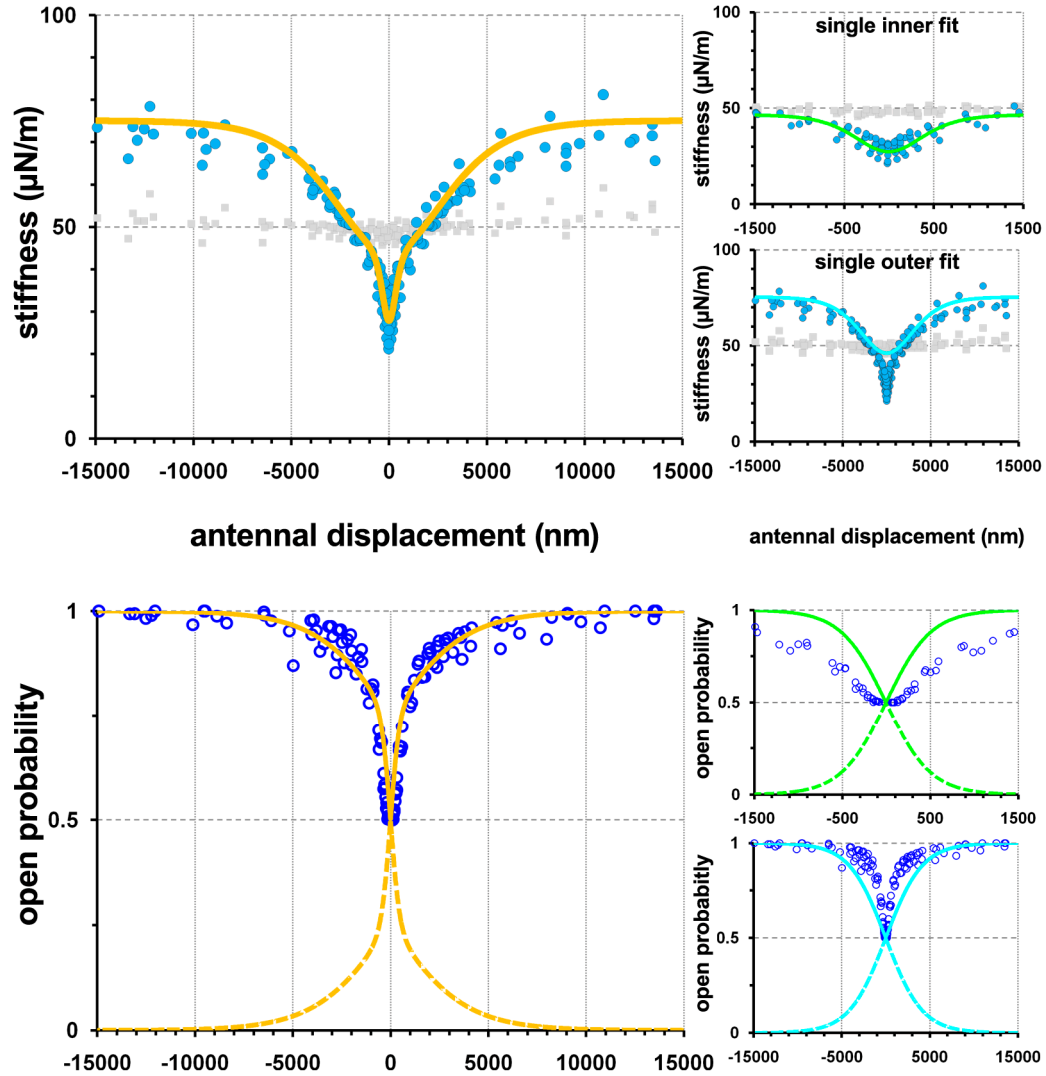 100
50
0
stiffness (µN/m)
-15000 -10000 -5000 0 5000 10000 15000
antennal displacement (nm)
single inner fit
100
50
0
stiffness (µN/m)
-1500 -500 500 1500
single outer fit
100
50
0
stiffness (µN/m)
-15000 -5000 5000 15000
antennal displacement (nm)
1
0.5
0
open probability
-15000 -10000 -5000 0 5000 10000 15000
1
0.5
0
open probability
-1500 -500 500 1500
1
0.5
0
open probabitly
-15000 -5000 5000 15000